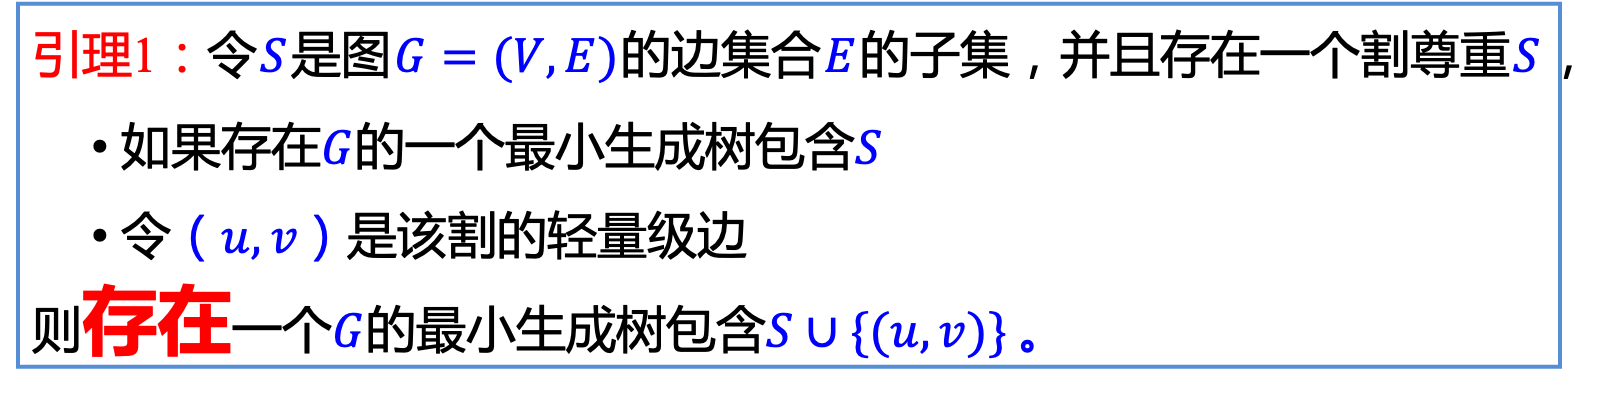 引理1：令S是图G = (V, E)的边集合E的子集，并且存在一个割尊重S，
• 如果存在G的一个最小生成树包含S
• 令（u, v）是该割的轻量级边
则存在一个G的最小生成树包含S ∪ {(u, v)}。